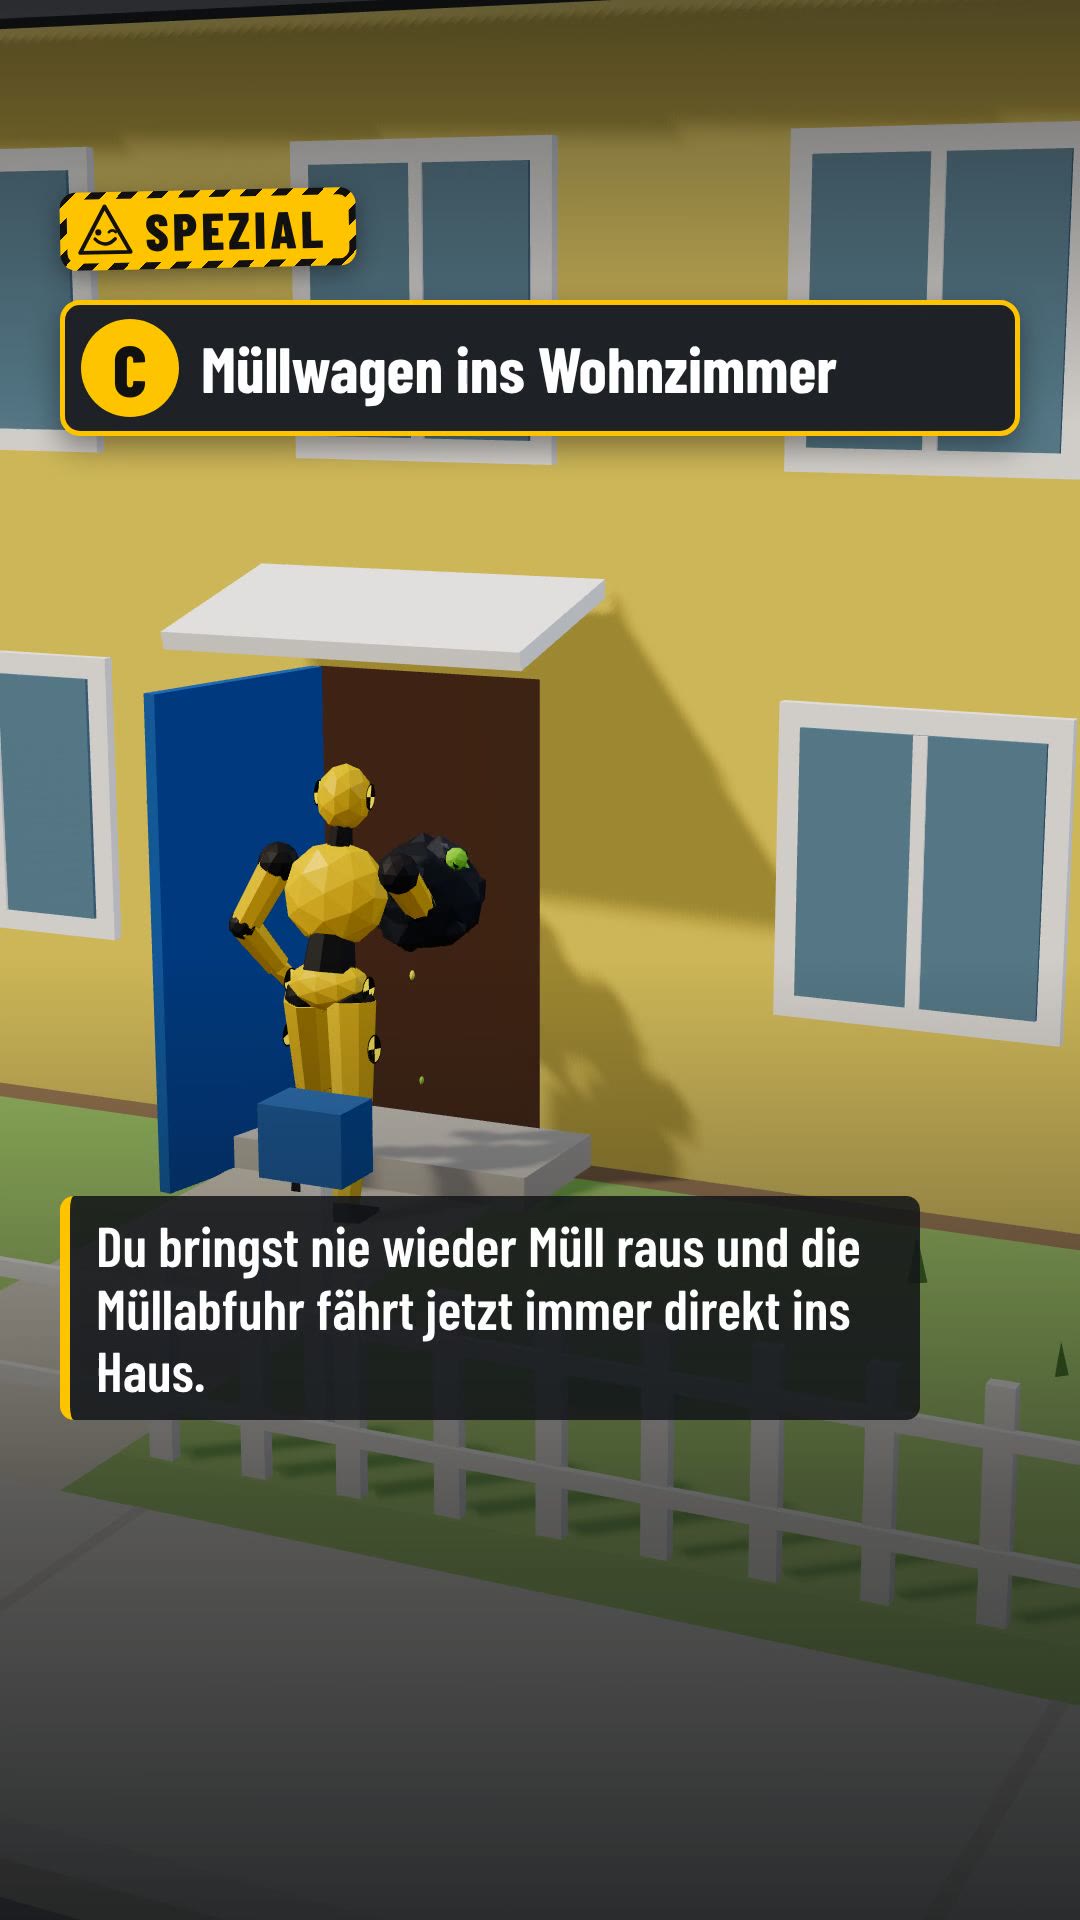 SPEZIAL
C Müllwagen ins Wohnzimmer
Du bringst nie wieder Müll raus und die
Müllabfuhr fährt jetzt immer direkt ins
Haus.